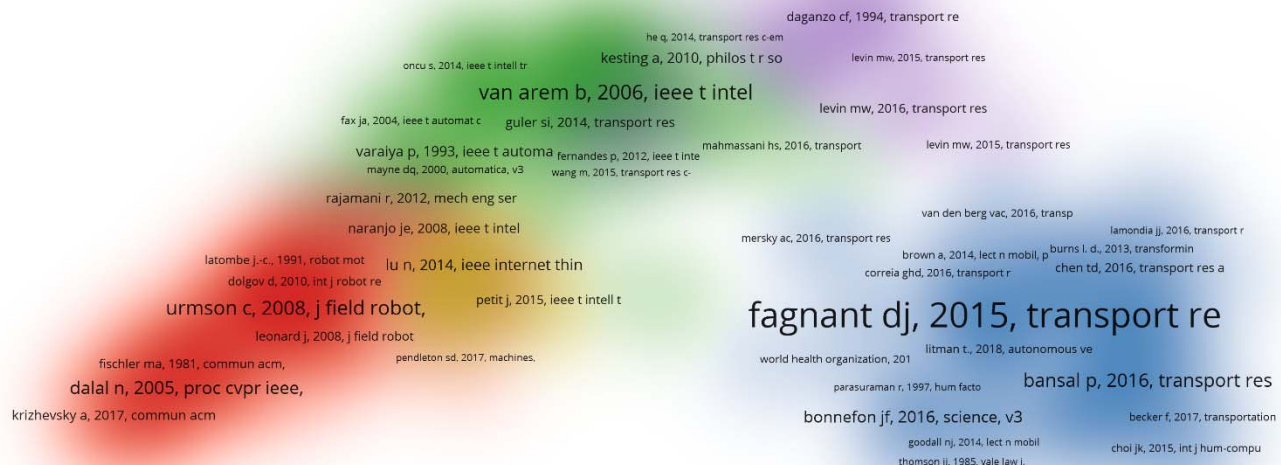 daganzo cf, 1994, transport re
he q, 2014, transport res c-em
kesting a, 2010, philos t r so
levin mw, 2015, transport res
oncu s, 2014, ieee t intell tr
van arem b, 2006, ieee t intel
levin mw, 2016, transport res
fax ja, 2004, ieee t automat c
guler si, 2014, transport res
mahmassani hs, 2016, transport
levin mw, 2015, transport res
varaiya p, 1993, ieee t automa
fernandes p, 2012, ieee t inte
mayne dq, 2000, automatica, v3
wang m, 2015, transport res c-
rajamani r, 2012, mech eng ser
van den berg vac, 2016, transp
naranjo je, 2008, ieee t intel
mersky ac, 2016, transport res
lamondia jj, 2016, transport r
brown a, 2014, lect n mobil, p
burns l. d., 2013, transformin
latombe j.-c., 1991, robot mot
lu n, 2014, ieee internet thin
correia ghd, 2016, transport r
chen td, 2016, transport res a
dolgov d, 2010, int j robot re
petit j, 2015, ieee t intell t
urmson c, 2008, j field robot,
fagnant dj, 2015, transport re
leonard j, 2008, j field robot
litman t., 2018, autonomous ve
pendleton sd, 2017, machines,
world health organization, 201
fischler ma, 1981, commun acm,
bansal p, 2016, transport res
dalal n, 2005, proc cvpr ieee,
parasuraman r, 1997, hum facto
krizhevsky a, 2017, commun acm
bonnefon jf, 2016, science, v3
becker f, 2017, transportation
goodall nj, 2014, lect n mobil
choi jk, 2015, int j hum-compu
thomson jj, 1985, yale law j,